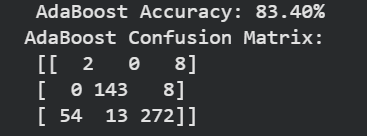 AdaBoost Accuracy: 83.40%
AdaBoost Confusion Matrix:
[[  2   0   8]
[  0 143   8]
[ 54  13 272]]